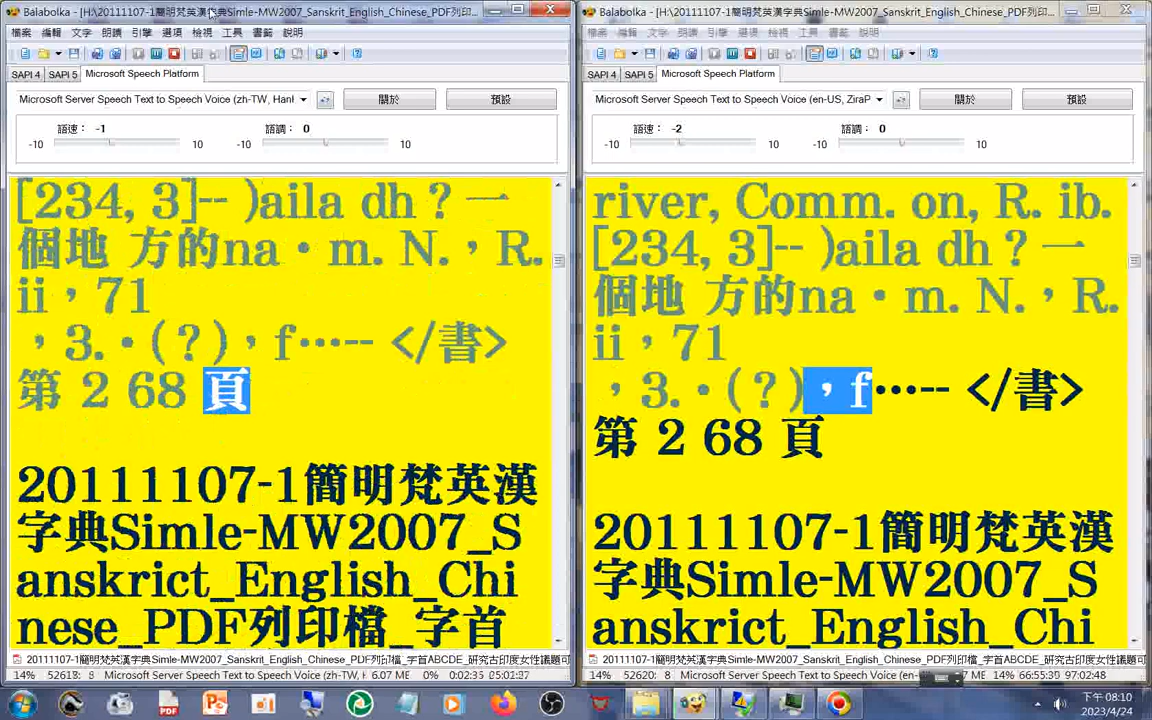 Balabolka - [H:\20111107-1簡明梵英漢字典Simle-MW2007_Sanskrit_English_Chinese_PDF列印...
檔案 編輯 文字 朗讀 引擎 選項 檢視 工具 書籤 說明
SAPI 4 SAPI 5 Microsoft Speech Platform
Microsoft Server Speech Text to Speech Voice (zh-TW, Hanl
關於 預設
語速： -1 語調： 0
-10 10 -10 10
[234, 3]-- )aila dh？一
個地 方的na·m. N.，R.
ii，71
，3.·(？)，f…-- </書>
第 2 68 頁
20111107-1簡明梵英漢
字典Simle-MW2007_S
anskrict_English_Chi
nese_PDF列印檔_字首
20111107-1簡明梵英漢字典Simle-MW2007_Sanskrit_English_Chinese_PDF列印檔_字首ABCDE_研究古印度女性議題可
14% 52613: 8 Microsoft Server Speech Text to Speech Voice (zh-TW, 6.07 MB 0% 0:02:35
Balabolka - [H:\20111107-1簡明梵英漢字典Simle-MW2007_Sanskrit_English_Chinese_PDF列印...
檔案 編輯 文字 朗讀 引擎 選項 檢視 工具 書籤 說明
SAPI 4 SAPI 5 Microsoft Speech Platform
Microsoft Server Speech Text to Speech Voice (en-US, ZiraP
關於 預設
語速： -2 語調： 0
-10 10 -10 10
river, Comm. on, R. ib.
[234, 3]-- )aila dh？一
個地 方的na·m. N.，R.
ii，71
，3.·(？)，f…-- </書>
第 2 68 頁
20111107-1簡明梵英漢
字典Simle-MW2007_S
anskrict_English_Chi
20111107-1簡明梵英漢字典Simle-MW2007_Sanskrit_English_Chinese_PDF列印檔_字首ABCDE_研究古印度女性議題可
14% 52620: 8 Microsoft Server Speech Text to Speech Voice 14% 66:55:30 97:02:48
下午 08:10
2023/4/24